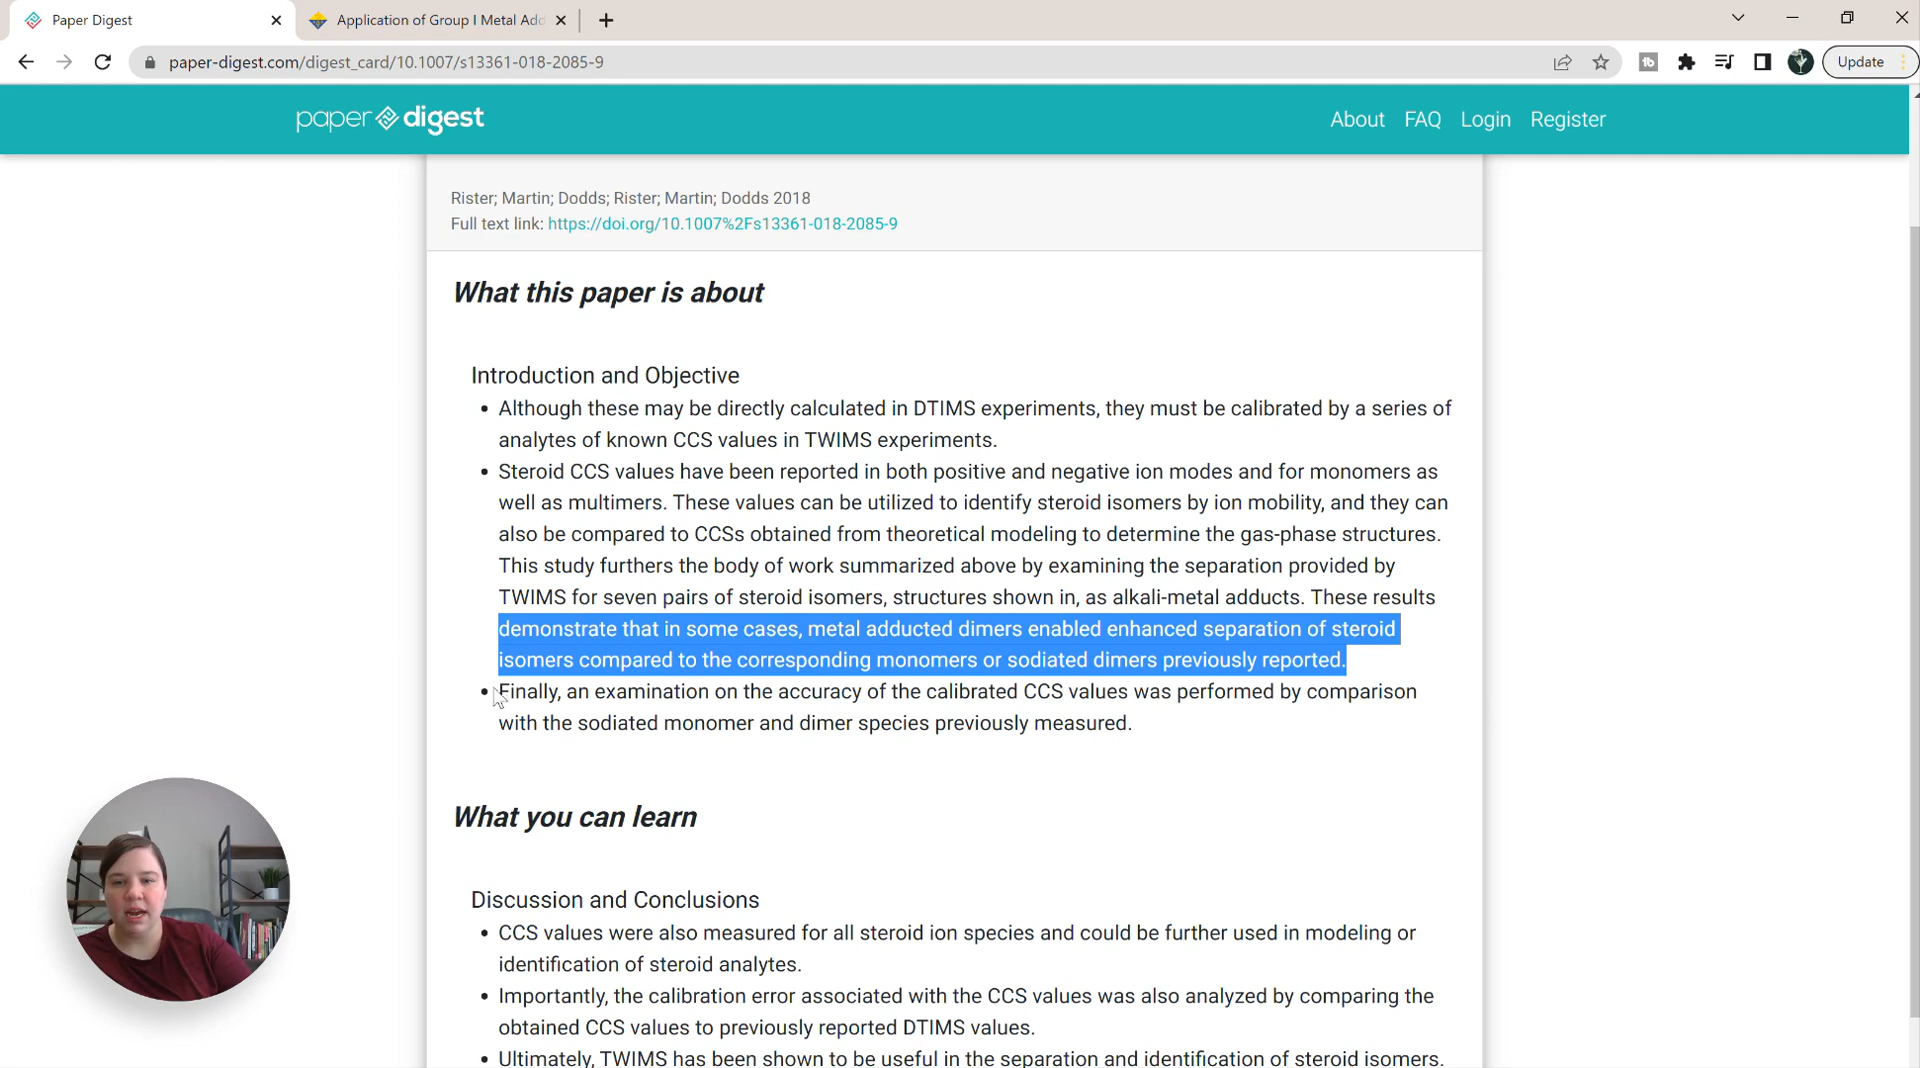 Paper Digest
Application of Group I Metal Add
paper-digest.com/digest_card/10.1007/s13361-018-2085-9
Update
paper digest
About FAQ Login Register
Rister; Martin; Dodds; Rister; Martin; Dodds 2018
Full text link: https://doi.org/10.1007%2Fs13361-018-2085-9
What this paper is about
Introduction and Objective
• Although these may be directly calculated in DTIMS experiments, they must be calibrated by a series of
analytes of known CCS values in TWIMS experiments.
• Steroid CCS values have been reported in both positive and negative ion modes and for monomers as
well as multimers. These values can be utilized to identify steroid isomers by ion mobility, and they can
also be compared to CCSs obtained from theoretical modeling to determine the gas-phase structures.
This study furthers the body of work summarized above by examining the separation provided by
TWIMS for seven pairs of steroid isomers, structures shown in, as alkali-metal adducts. These results
demonstrate that in some cases, metal adducted dimers enabled enhanced separation of steroid
isomers compared to the corresponding monomers or sodiated dimers previously reported.
• Finally, an examination on the accuracy of the calibrated CCS values was performed by comparison
with the sodiated monomer and dimer species previously measured.
What you can learn
Discussion and Conclusions
• CCS values were also measured for all steroid ion species and could be further used in modeling or
identification of steroid analytes.
• Importantly, the calibration error associated with the CCS values was also analyzed by comparing the
obtained CCS values to previously reported DTIMS values.
• Ultimately, TWIMS has been shown to be useful in the separation and identification of steroid isomers.